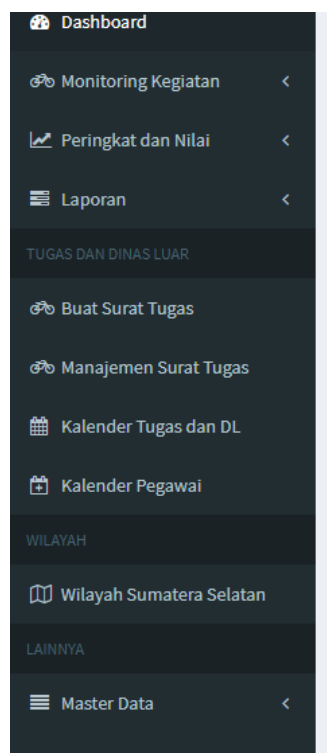 Dashboard
Monitoring Kegiatan
Peringkat dan Nilai
Laporan
TUGAS DAN DINAS LUAR
Buat Surat Tugas
Manajemen Surat Tugas
Kalender Tugas dan DL
Kalender Pegawai
WILAYAH
Wilayah Sumatera Selatan
LAINNYA
Master Data